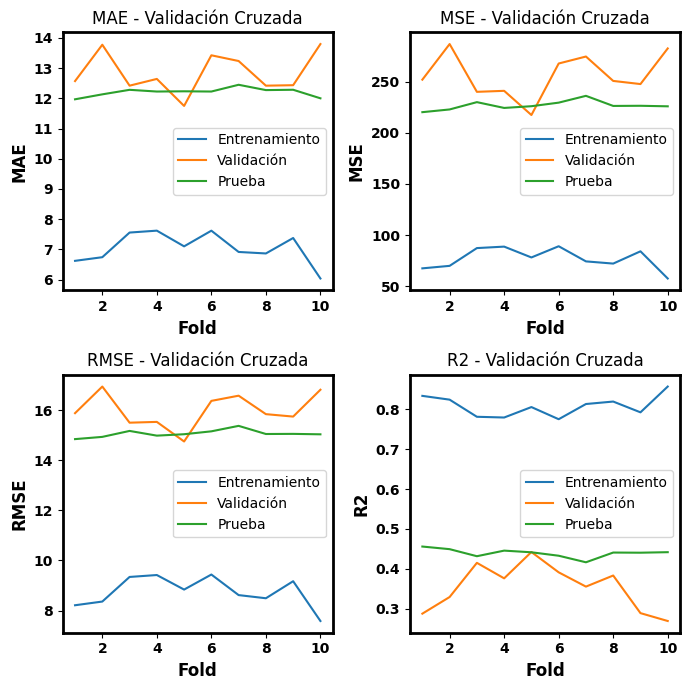 MAE - Validación Cruzada
14
13
12
11
10
9
8
7
6
MAE
Entrenamiento
Validación
Prueba
2 4 6 8 10
Fold
MSE - Validación Cruzada
250
200
150
100
50
MSE
Entrenamiento
Validación
Prueba
2 4 6 8 10
Fold
RMSE - Validación Cruzada
16
14
12
10
8
RMSE
Entrenamiento
Validación
Prueba
2 4 6 8 10
Fold
R2 - Validación Cruzada
0.8
0.7
0.6
0.5
0.4
0.3
R2
Entrenamiento
Validación
Prueba
2 4 6 8 10
Fold